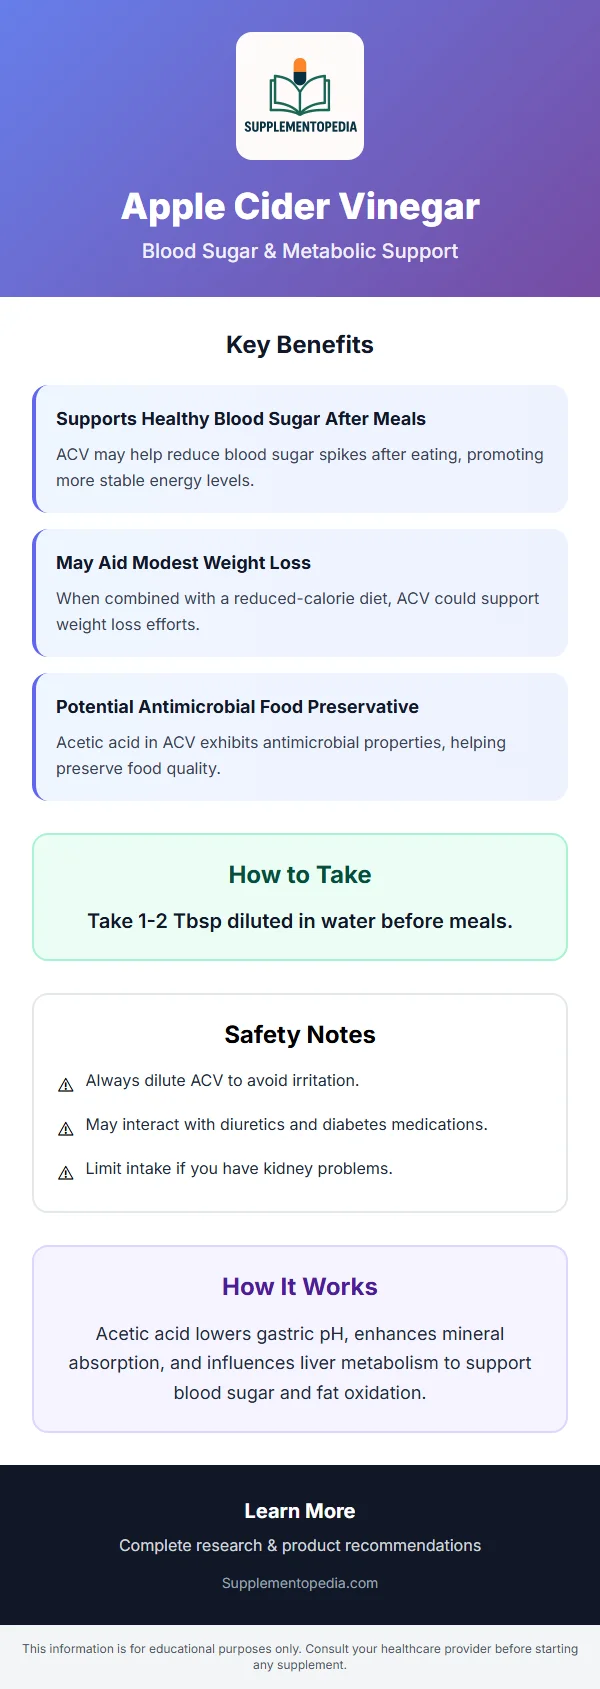 SUPPLEMENTOPEDIA
Apple Cider Vinegar
Blood Sugar & Metabolic Support
Key Benefits
Supports Healthy Blood Sugar After Meals
ACV may help reduce blood sugar spikes after eating, promoting
more stable energy levels.
May Aid Modest Weight Loss
When combined with a reduced-calorie diet, ACV could support
weight loss efforts.
Potential Antimicrobial Food Preservative
Acetic acid in ACV exhibits antimicrobial properties, helping
preserve food quality.
How to Take
Take 1-2 Tbsp diluted in water before meals.
Safety Notes
⚠ Always dilute ACV to avoid irritation.
⚠ May interact with diuretics and diabetes medications.
⚠ Limit intake if you have kidney problems.
How It Works
Acetic acid lowers gastric pH, enhances mineral
absorption, and influences liver metabolism to support
blood sugar and fat oxidation.
Learn More
Complete research & product recommendations
Supplementopedia.com
This information is for educational purposes only. Consult your healthcare provider before starting
any supplement.